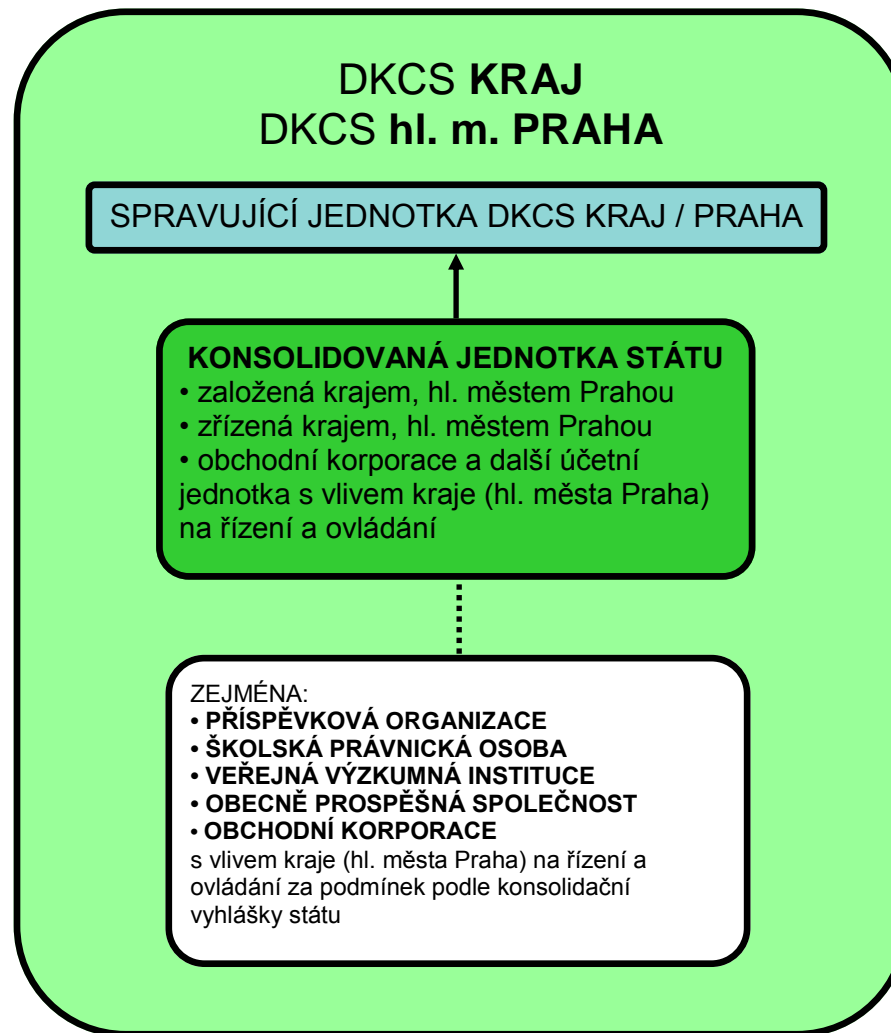 DKCS KRAJ
DKCS hl. m. PRAHA
SPRAVUJÍCÍ JEDNOTKA DKCS KRAJ / PRAHA
KONSOLIDOVANÁ JEDNOTKA STÁTU
• založená krajem, hl. městem Prahou
• zřízená krajem, hl. městem Prahou
• obchodní korporace a další účetní
jednotka s vlivem kraje (hl. města Praha)
na řízení a ovládání
ZEJMÉNA:
• PŘÍSPĚVKOVÁ ORGANIZACE
• ŠKOLSKÁ PRÁVNICKÁ OSOBA
• VEŘEJNÁ VÝZKUMNÁ INSTITUCE
• OBECNĚ PROSPĚŠNÁ SPOLEČNOST
• OBCHODNÍ KORPORACE
s vlivem kraje (hl. města Praha) na řízení a
ovládání za podmínek podle konsolidační
vyhlášky státu